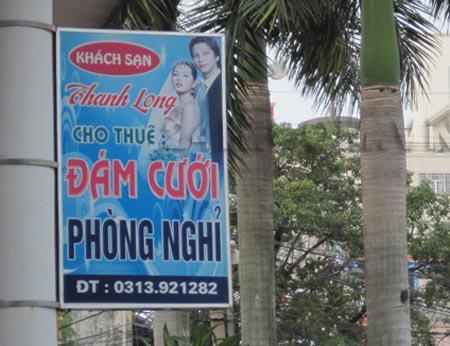 KHÁCH SẠN
Thanh Long
CHO THUÊ :
ĐÁM CƯỚI
PHÒNG NGHỈ
ĐT : 0313.921282